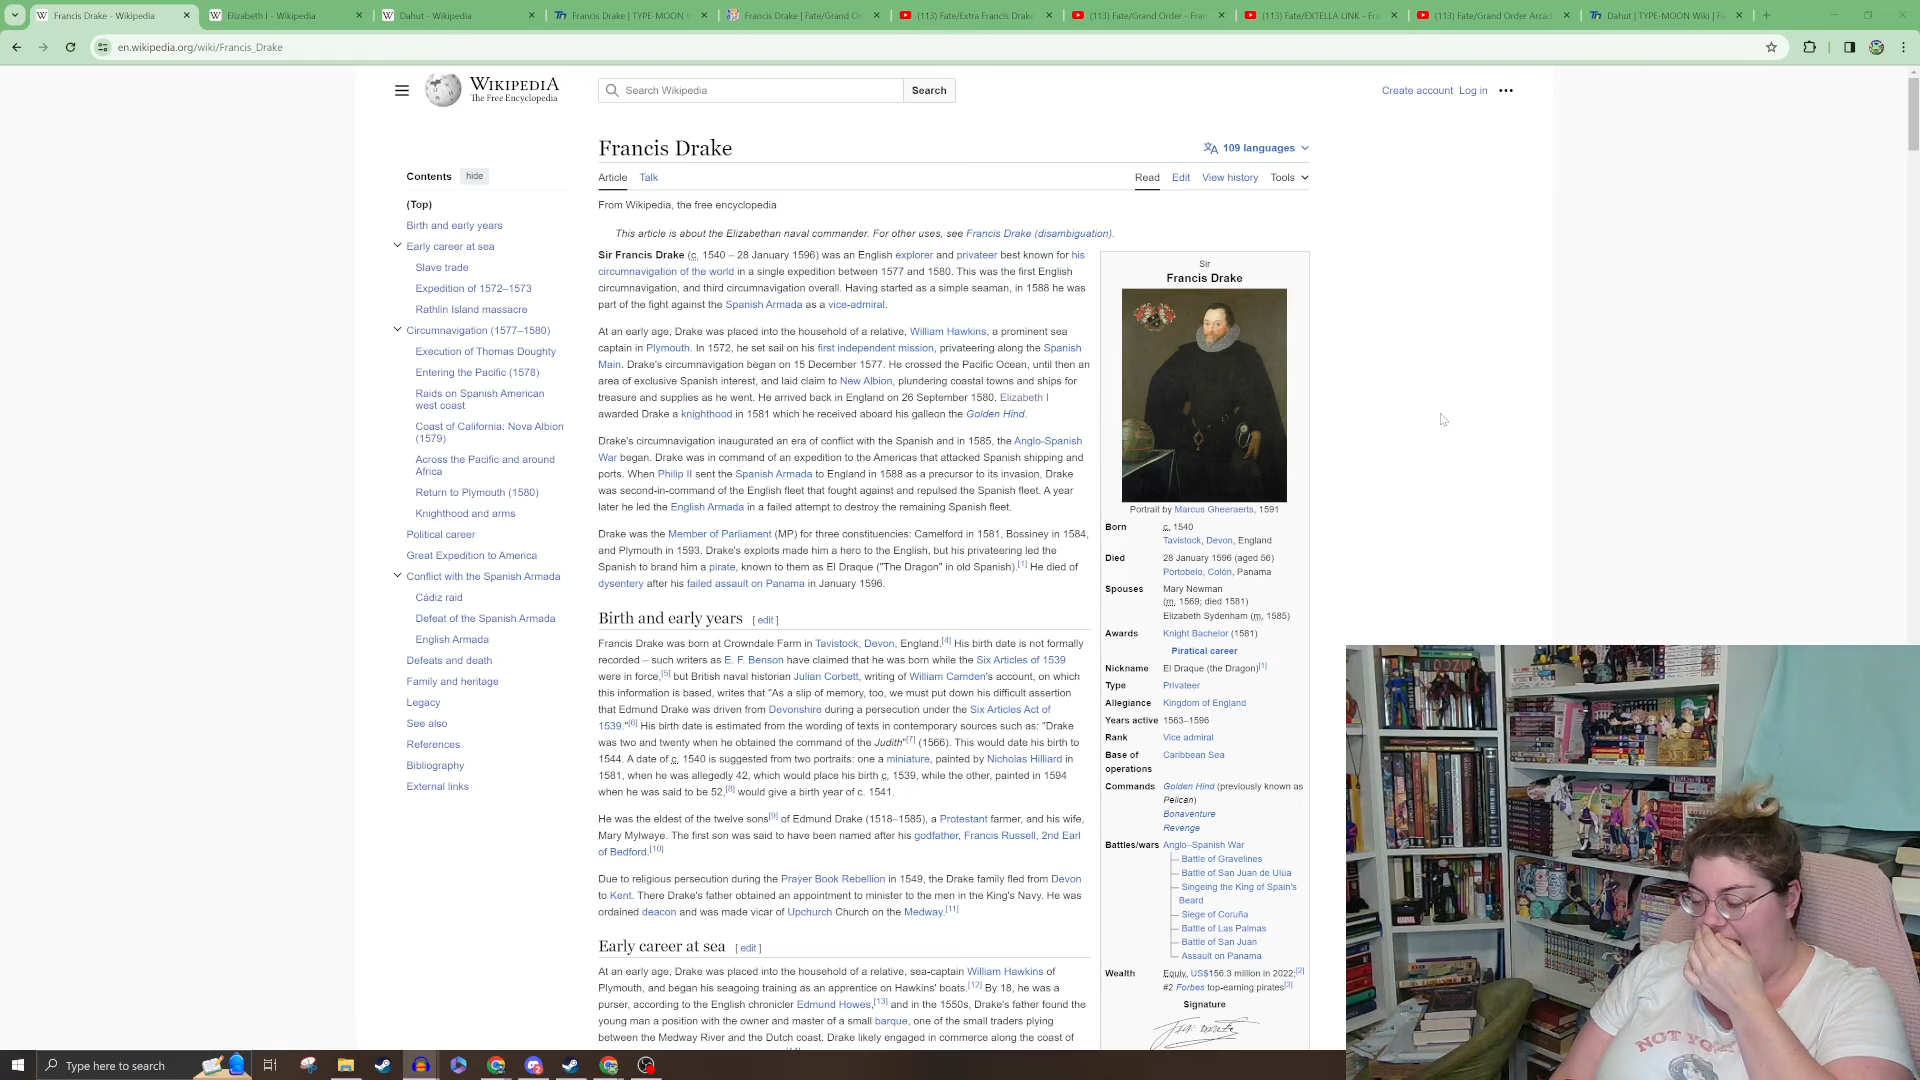 Francis Drake - Wikipedia
Elizabeth I - Wikipedia
Dahut - Wikipedia
Francis Drake | TYPE-MOON
Francis Drake | Fate/Grand Or
(113) Fate/Extra Francis Drake
(113) Fate/Grand Order - Fran
(113) Fate/EXTELLA LINK - Fra
(113) Fate/Grand Order Arcad
Dahut | TYPE-MOON Wiki | Fa
en.wikipedia.org/wiki/Francis_Drake
WIKIPEDIA
The Free Encyclopedia
Search Wikipedia
Search
Create account Log in
Francis Drake
109 languages
Article Talk
Read Edit View history Tools
From Wikipedia, the free encyclopedia
This article is about the Elizabethan naval commander. For other uses, see Francis Drake (disambiguation).
Contents hide
(Top)
Birth and early years
Early career at sea
Slave trade
Expedition of 1572–1573
Rathlin Island massacre
Circumnavigation (1577–1580)
Execution of Thomas Doughty
Entering the Pacific (1578)
Raids on Spanish American
west coast
Coast of California: Nova Albion
(1579)
Across the Pacific and around
Africa
Return to Plymouth (1580)
Knighthood and arms
Political career
Great Expedition to America
Conflict with the Spanish Armada
Cádiz raid
Defeat of the Spanish Armada
English Armada
Defeats and death
Family and heritage
Legacy
See also
References
Bibliography
External links
Sir Francis Drake (c. 1540 – 28 January 1596) was an English explorer and privateer best known for his
circumnavigation of the world in a single expedition between 1577 and 1580. This was the first English
circumnavigation, and third circumnavigation overall. Having started as a simple seaman, in 1588 he was
part of the fight against the Spanish Armada as a vice-admiral.
At an early age, Drake was placed into the household of a relative, William Hawkins, a prominent sea
captain in Plymouth. In 1572, he set sail on his first independent mission, privateering along the Spanish
Main. Drake's circumnavigation began on 15 December 1577. He crossed the Pacific Ocean, until then an
area of exclusive Spanish interest, and laid claim to New Albion, plundering coastal towns and ships for
treasure and supplies as he went. He arrived back in England on 26 September 1580. Elizabeth I
awarded Drake a knighthood in 1581 which he received aboard his galleon the Golden Hind.
Drake's circumnavigation inaugurated an era of conflict with the Spanish and in 1585, the Anglo-Spanish
War began. Drake was in command of an expedition to the Americas that attacked Spanish shipping and
ports. When Philip II sent the Spanish Armada to England in 1588 as a precursor to its invasion, Drake
was second-in-command of the English fleet that fought against and repulsed the Spanish fleet. A year
later he led the English Armada in a failed attempt to destroy the remaining Spanish fleet.
Drake was the Member of Parliament (MP) for three constituencies: Camelford in 1581, Bossiney in 1584,
and Plymouth in 1593. Drake's exploits made him a hero to the English, but his privateering led the
Spanish to brand him a pirate, known to them as El Draque ("The Dragon" in old Spanish).[1] He died of
dysentery after his failed assault on Panama in January 1596.
Birth and early years [ edit ]
Francis Drake was born at Crowndale Farm in Tavistock, Devon, England.[4] His birth date is not formally
recorded – such writers as E. F. Benson have claimed that he was born while the Six Articles of 1539
were in force,[5] but British naval historian Julian Corbett, writing of William Camden's account, on which
this information is based, writes that "As a slip of memory, too, we must put down his difficult assertion
that Edmund Drake was driven from Devonshire during a persecution under the Six Articles Act of
1539."[6] His birth date is estimated from the wording of texts in contemporary sources such as: "Drake
was two and twenty when he obtained the command of the Judith"[7] (1566). This would date his birth to
1544. A date of c. 1540 is suggested from two portraits: one a miniature, painted by Nicholas Hilliard in
1581, when he was allegedly 42, which would place his birth c. 1539, while the other, painted in 1594
when he was said to be 52,[8] would give a birth year of c. 1541.
He was the eldest of the twelve sons[9] of Edmund Drake (1518–1585), a Protestant farmer, and his wife,
Mary Mylwaye. The first son was said to have been named after his godfather, Francis Russell, 2nd Earl
of Bedford.[10]
Due to religious persecution during the Prayer Book Rebellion in 1549, the Drake family fled from Devon
to Kent. There Drake's father obtained an appointment to minister to the men in the King's Navy. He was
ordained deacon and was made vicar of Upchurch Church on the Medway.[11]
Early career at sea [ edit ]
At an early age, Drake was placed into the household of a relative, sea-captain William Hawkins of
Plymouth, and began his seagoing training as an apprentice on Hawkins' boats.[12] By 18, he was a
purser, according to the English chronicler Edmund Howes,[13] and in the 1550s, Drake's father found the
young man a position with the owner and master of a small barque, one of the small traders plying
between the Medway River and the Dutch coast. Drake likely engaged in commerce along the coast of
Sir
Francis Drake
Portrait by Marcus Gheeraerts, 1591
Born c. 1540
Tavistock, Devon, England
Died 28 January 1596 (aged 56)
Portobelo, Colón, Panama
Spouses Mary Newman
(m. 1569; died 1581)
Elizabeth Sydenham (m. 1585)
Awards Knight Bachelor (1581)
Piratical career
Nickname El Draque (the Dragon)[1]
Type Privateer
Allegiance Kingdom of England
Years active 1563–1596
Rank Vice admiral
Base of Caribbean Sea
operations
Commands Golden Hind (previously known as
Pelican)
Bonaventure
Revenge
Battles/wars Anglo–Spanish War
Battle of Gravelines
Battle of San Juan de Ulúa
Singeing the King of Spain's
Beard
Siege of Coruña
Battle of Las Palmas
Battle of San Juan
Assault on Panama
Wealth Equiv. US$156.3 million in 2022;[2]
#2 Forbes top-earning pirates[3]
Signature
NOT
Type here to search